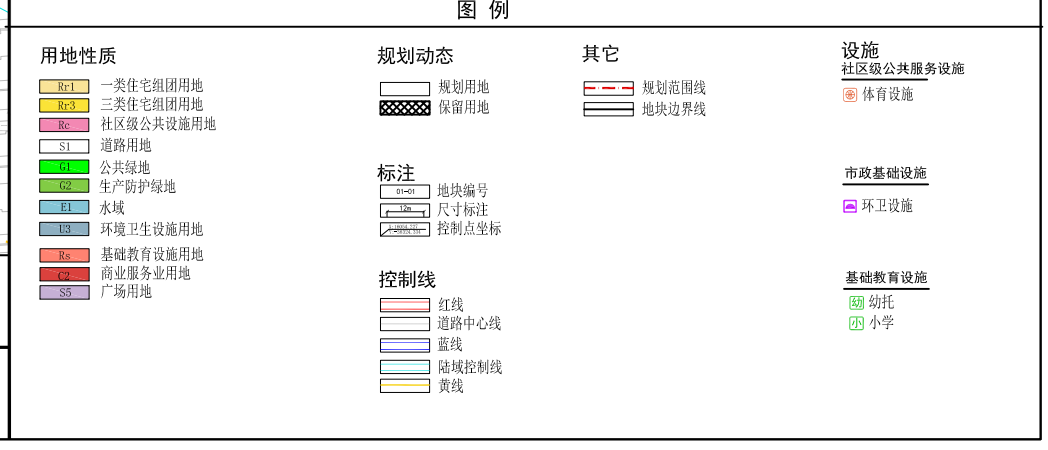 图 例
用地性质
Rr1 一类住宅组团用地
Rr3 三类住宅组团用地
Rc 社区级公共设施用地
S1 道路用地
G1 公共绿地
G2 生产防护绿地
E1 水域
U3 环境卫生设施用地
Rs 基础教育设施用地
C2 商业服务业用地
S5 广场用地
规划动态
规划用地
保留用地
标注
01-01 地块编号
12m 尺寸标注
控制点坐标
控制线
红线
道路中心线
蓝线
陆域控制线
黄线
其它
规划范围线
地块边界线
设施
社区级公共服务设施
体育设施
市政基础设施
环卫设施
基础教育设施
幼 幼托
小 小学